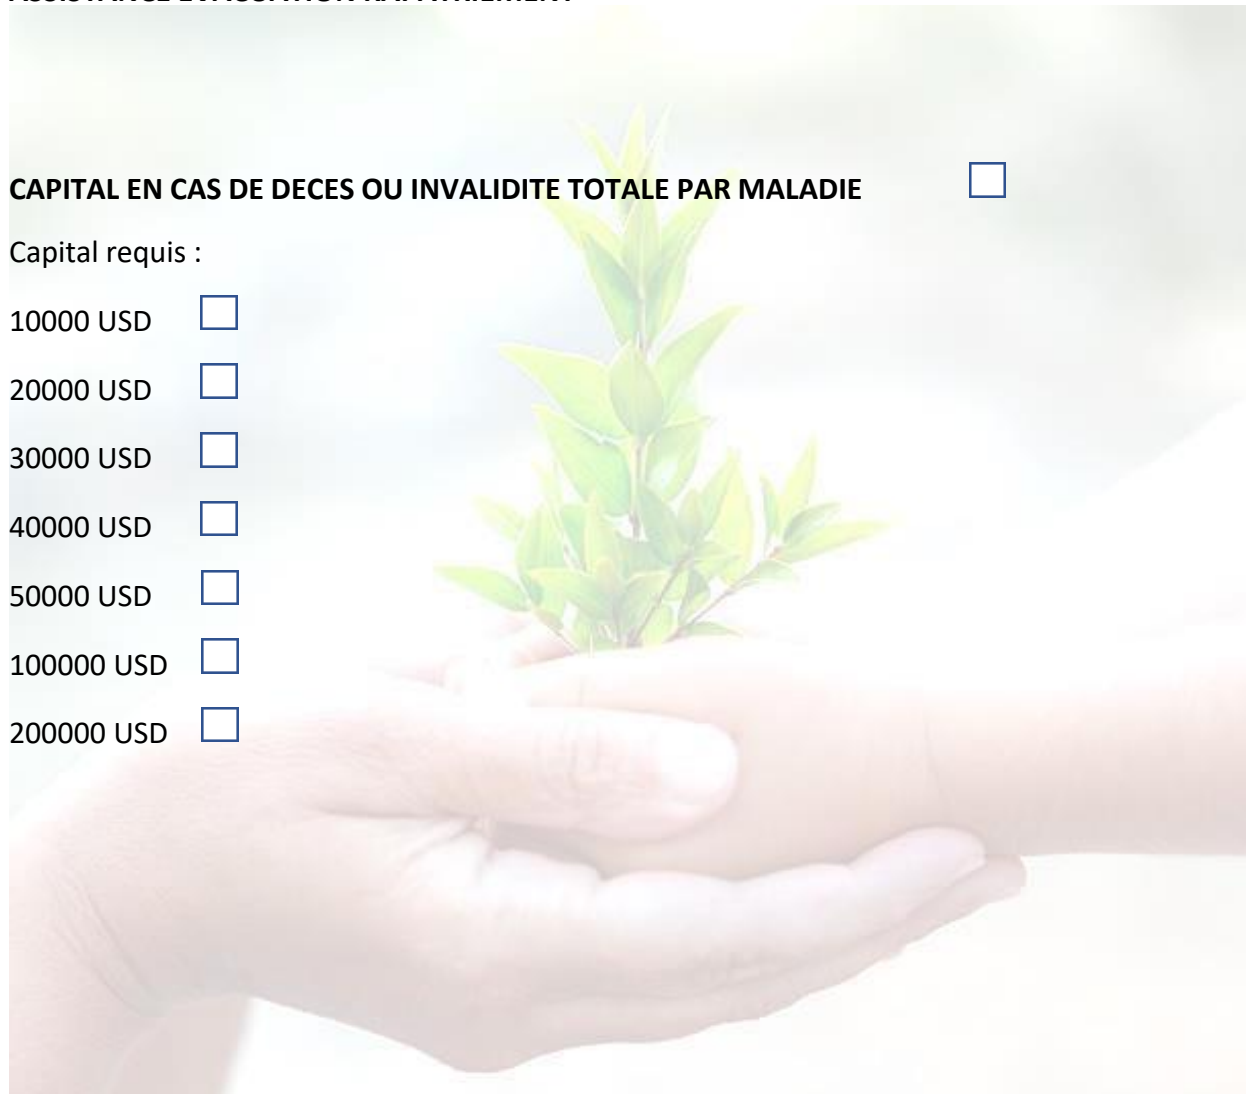 CAPITAL EN CAS DE DECES OU INVALIDITE TOTALE PAR MALADIE
Capital requis :
10000 USD
20000 USD
30000 USD
40000 USD
50000 USD
100000 USD
200000 USD